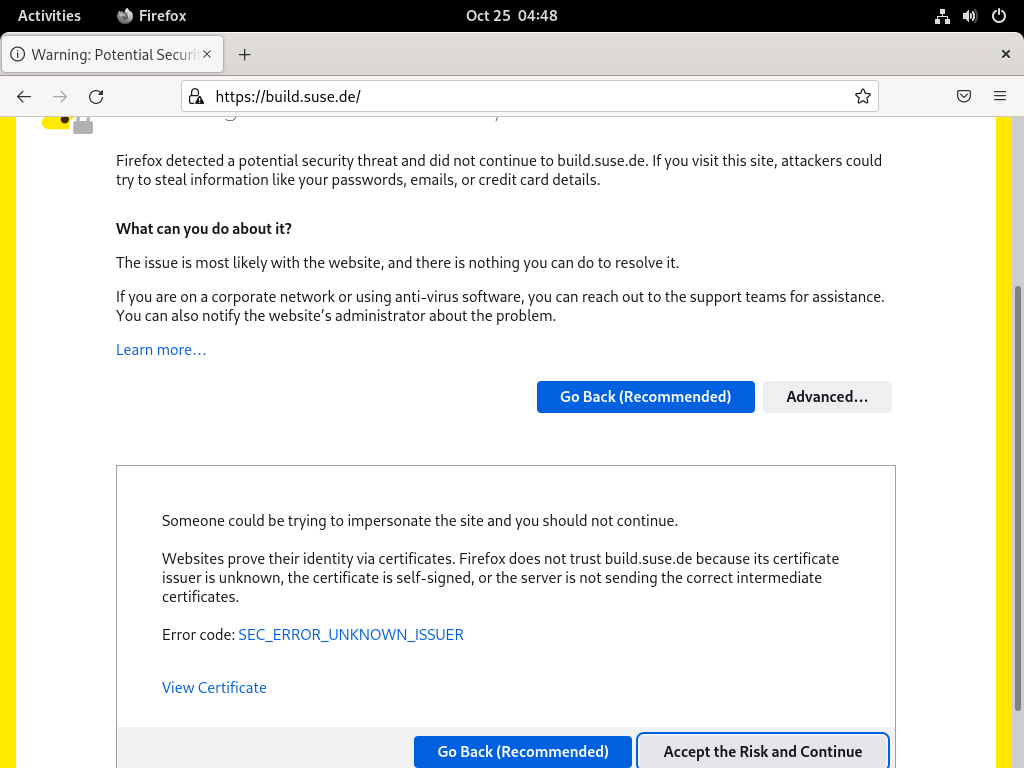 Activities
Firefox
Oct 25 04:48
Warning: Potential Securi
https://build.suse.de/
Firefox detected a potential security threat and did not continue to build.suse.de. If you visit this site, attackers could
try to steal information like your passwords, emails, or credit card details.
What can you do about it?
The issue is most likely with the website, and there is nothing you can do to resolve it.
If you are on a corporate network or using anti-virus software, you can reach out to the support teams for assistance.
You can also notify the website’s administrator about the problem.
Learn more…
Go Back (Recommended)
Advanced…
Someone could be trying to impersonate the site and you should not continue.
Websites prove their identity via certificates. Firefox does not trust build.suse.de because its certificate
issuer is unknown, the certificate is self-signed, or the server is not sending the correct intermediate
certificates.
Error code: SEC_ERROR_UNKNOWN_ISSUER
View Certificate
Go Back (Recommended)
Accept the Risk and Continue